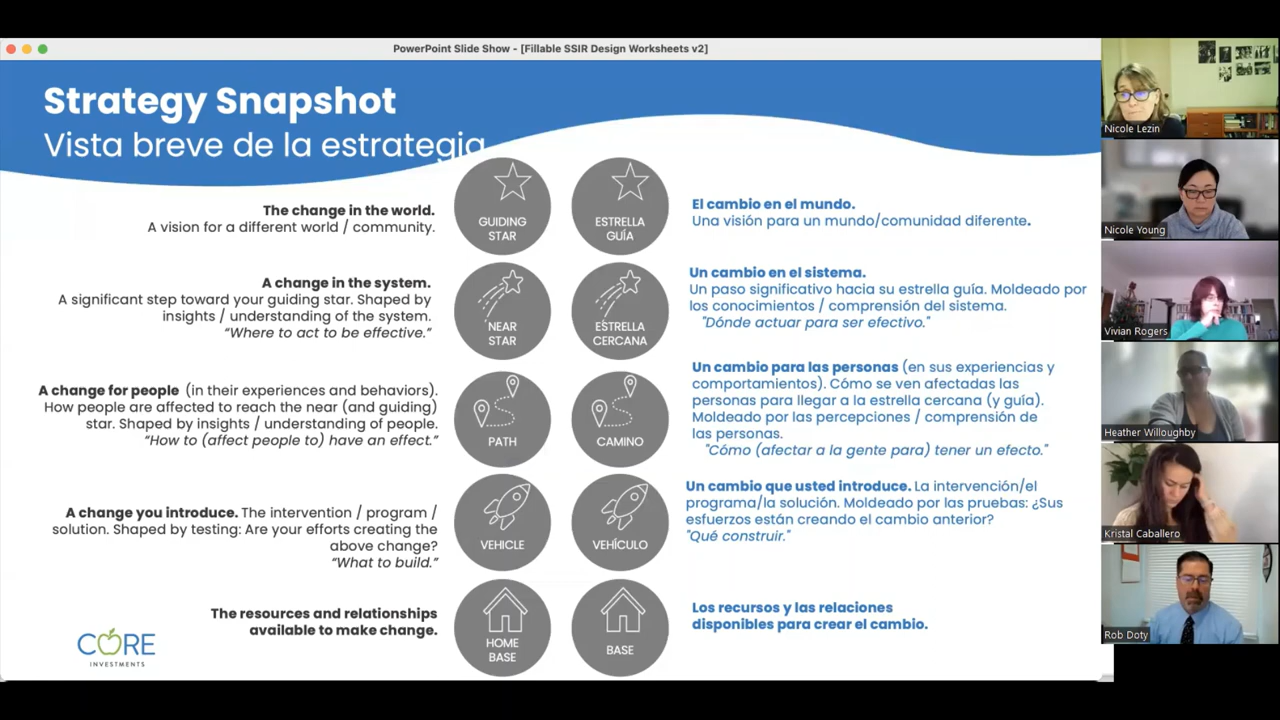 PowerPoint Slide Show - [Fillable SSIR Design Worksheets v2]
Strategy Snapshot
Vista breve de la estrategia
The change in the world.
A vision for a different world / community.
GUIDING
STAR
ESTRELLA
GUÍA
El cambio en el mundo.
Una visión para un mundo/comunidad diferente.
A change in the system.
A significant step toward your guiding star. Shaped by
insights / understanding of the system.
“Where to act to be effective.”
NEAR
STAR
ESTRELLA
CERCANA
Un cambio en el sistema.
Un paso significativo hacia su estrella guía. Moldeado por
los conocimientos / comprensión del sistema.
"Dónde actuar para ser efectivo."
A change for people (in their experiences and behaviors).
How people are affected to reach the near (and guiding)
star. Shaped by insights / understanding of people.
“How to (affect people to) have an effect.”
PATH
CAMINO
Un cambio para las personas (en sus experiencias y
comportamientos). Cómo se ven afectadas las
personas para llegar a la estrella cercana (y guía).
Moldeado por las percepciones / comprensión de
las personas.
"Cómo (afectar a la gente para) tener un efecto."
A change you introduce. The intervention / program /
solution. Shaped by testing: Are your efforts creating the
above change?
“What to build.”
VEHICLE
VEHÍCULO
Un cambio que usted introduce. La intervención/el
programa/la solución. Moldeado por las pruebas: ¿Sus
esfuerzos están creando el cambio anterior?
"Qué construir."
The resources and relationships
available to make change.
HOME
BASE
BASE
Los recursos y las relaciones
disponibles para crear el cambio.
CORE
INVESTMENTS
Nicole Lezin
Nicole Young
Vivian Rogers
Heather Willoughby
Kristal Caballero
Rob Doty